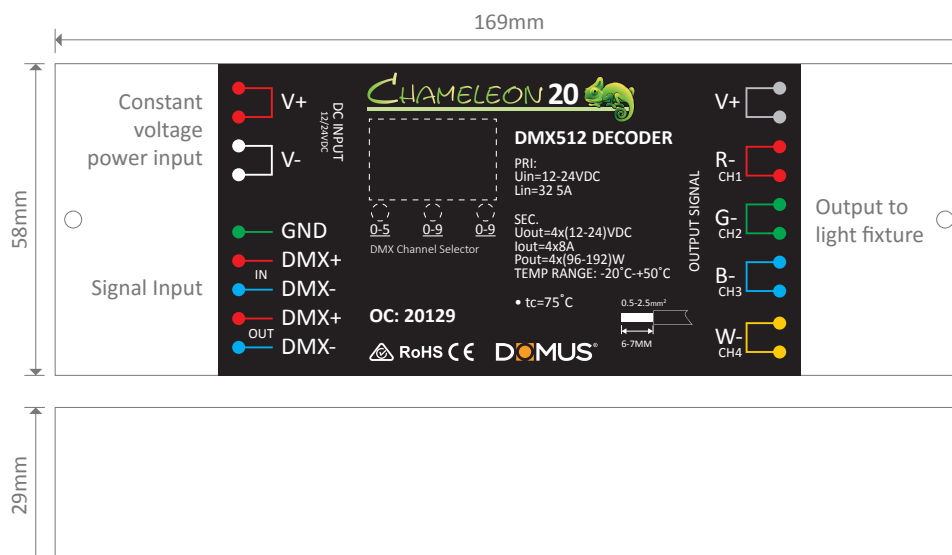 169mm
58mm
29mm
Constant
voltage
power input
Signal Input
V+
V-
DC INPUT
12/24VDC
GND
DMX+
IN
DMX-
DMX+
OUT
DMX-
CHAMELEON 20
0-5 0-9 0-9
DMX Channel Selector
OC: 20129
RoHS CE DOMUS®
DMX512 DECODER
PRI:
Uin=12-24VDC
Lin=32 5A
SEC.
Uout=4x(12-24)VDC
Iout=4x8A
Pout=4x(96-192)W
TEMP RANGE: -20˚C-+50˚C
• tc=75˚C
0.5-2.5mm²
6-7MM
OUTPUT SIGNAL
V+
R-
CH1
G-
CH2
B-
CH3
W-
CH4
Output to
light fixture